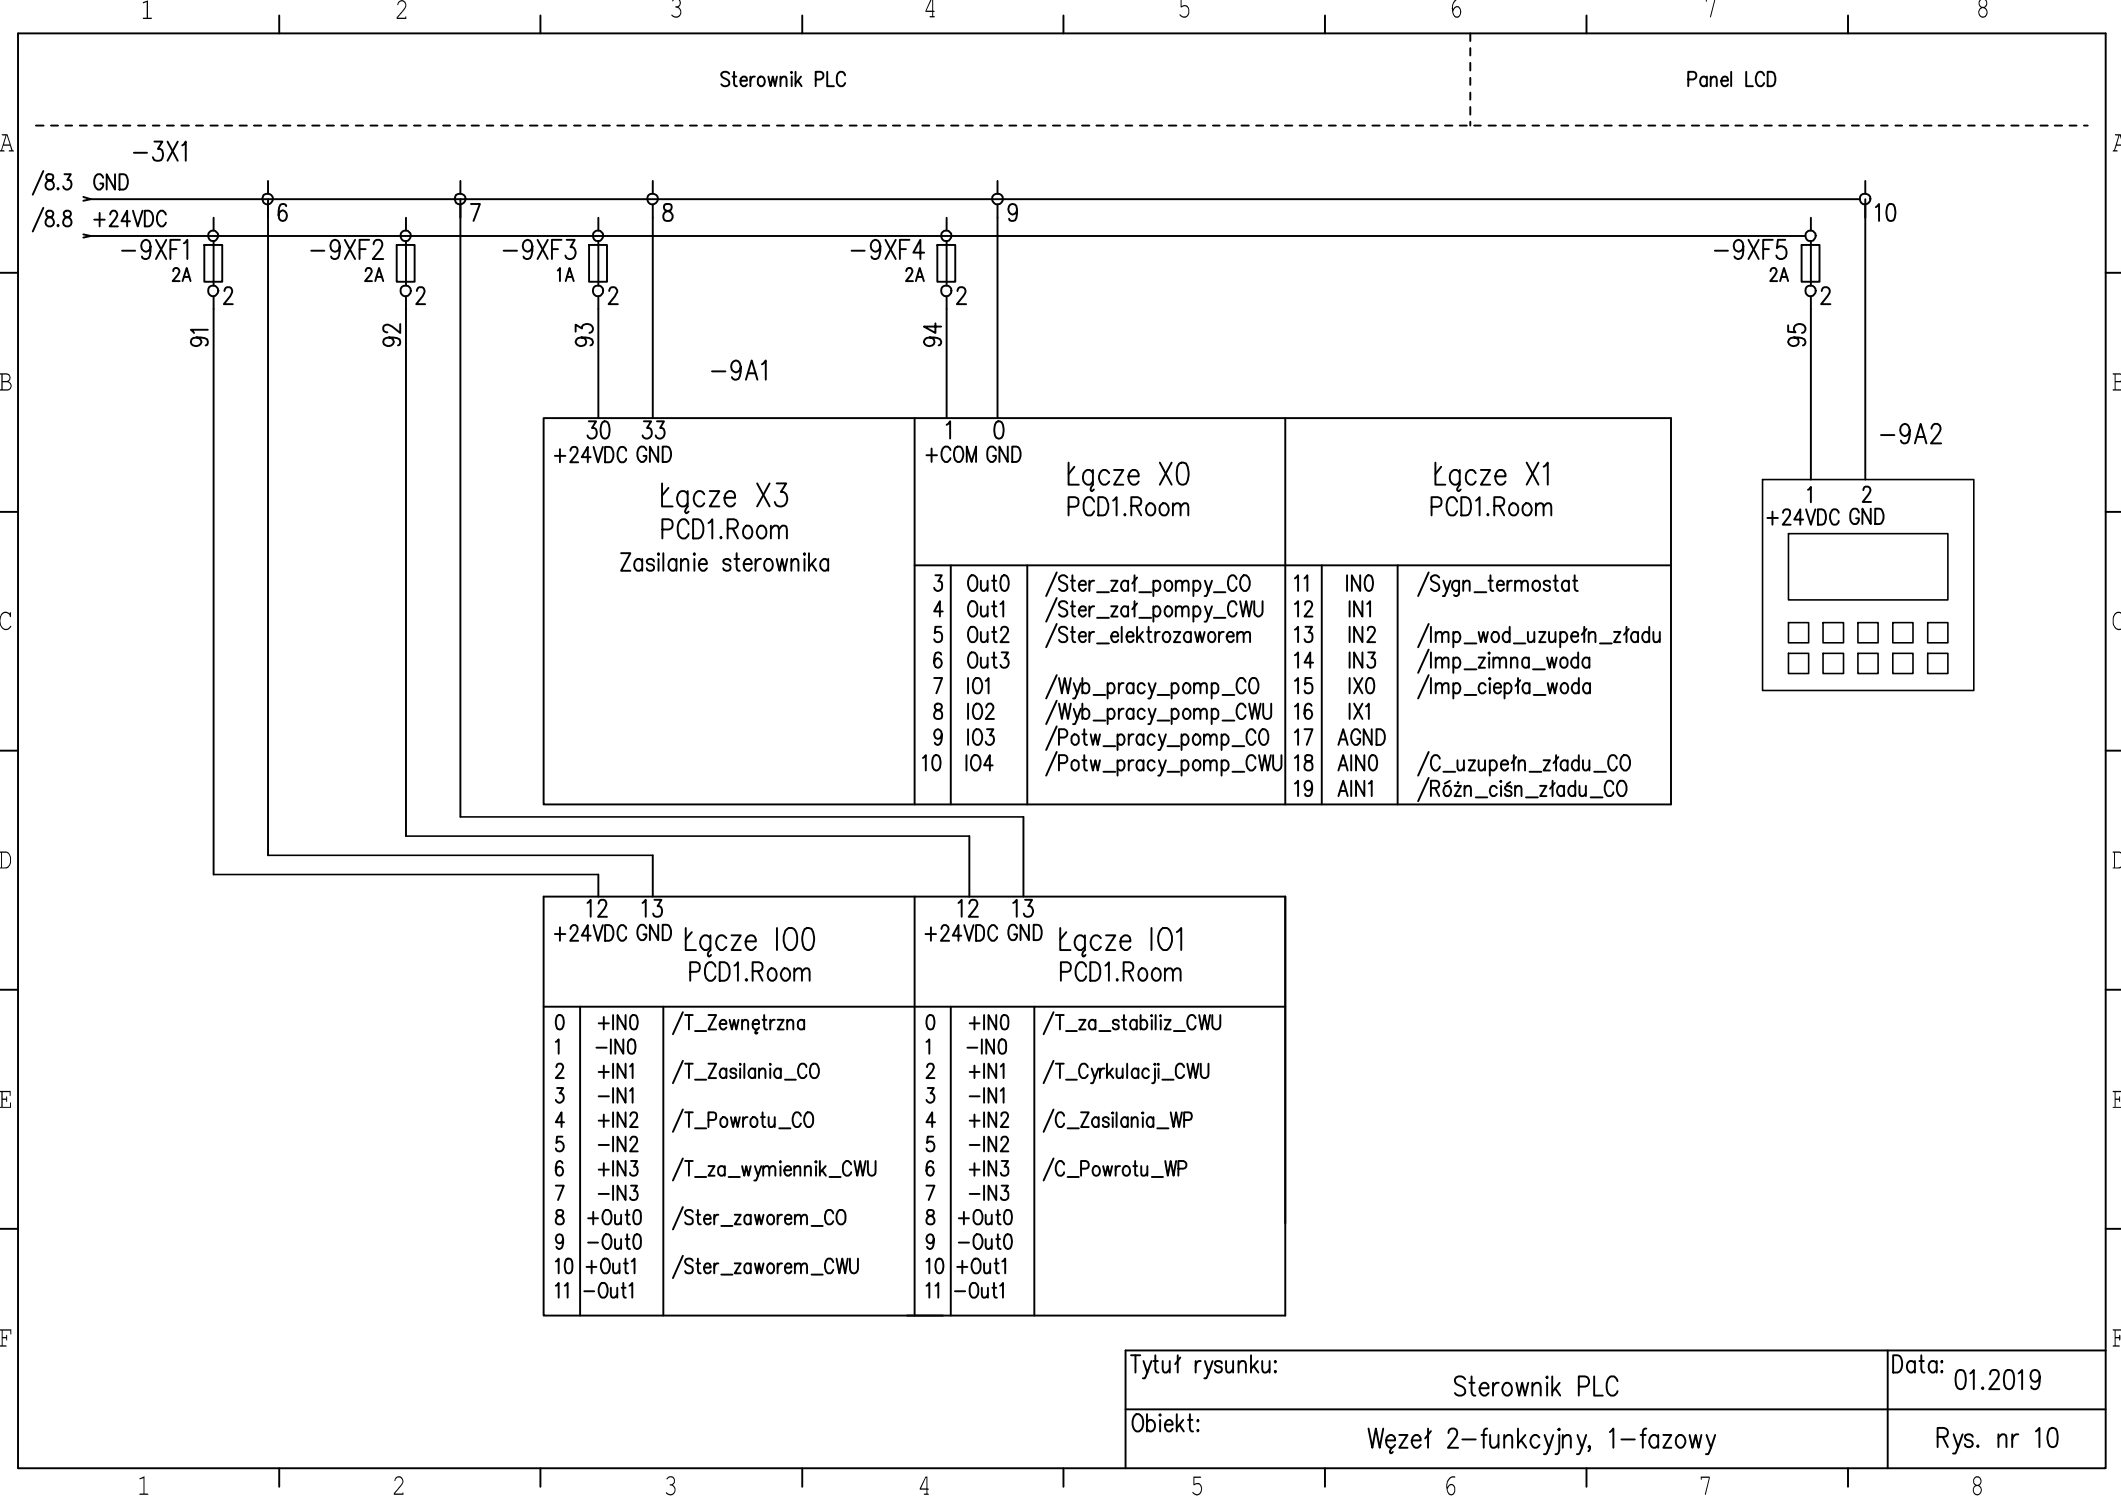 1 2 3 4 5 6 7 8
Sterownik PLC Panel LCD
A A
-3X1
/8.3 GND
6 7 8 9 10
/8.8 +24VDC
-9XF1 -9XF2 -9XF3 -9XF4 -9XF5
2A 2A 1A 2A 2A
2 2 2 2 2
91 92 93 94 95
-9A1
B B
30 33 1 0
-9A2
+24VDC GND +COM GND
Łącze X0 Łącze X1
Łącze X3
1 2
PCD1.Room PCD1.Room
+24VDC GND
PCD1.Room
Zasilanie sterownika
3 Out0 /Ster_zał_pompy_CO 11 IN0 /Sygn_termostat
4 Out1 /Ster_zał_pompy_CWU 12 IN1
C C
5 Out2 /Ster_elektrozaworem 13 IN2 /Imp_wod_uzupełn_zładu
6 Out3 14 IN3 /Imp_zimna_woda
7 IO1 /Wyb_pracy_pomp_CO 15 IX0 /Imp_ciepła_woda
8 IO2 /Wyb_pracy_pomp_CWU 16 IX1
9 IO3 /Potw_pracy_pomp_CO 17 AGND
10 IO4 /Potw_pracy_pomp_CWU 18 AIN0 /C_uzupełn_zładu_CO
19 AIN1 /Różn_ciśn_zładu_CO
D D
12 13 12 13
+24VDC GND +24VDC GND
Łącze IO0 Łącze IO1
PCD1.Room PCD1.Room
0 +IN0 /T_Zewnętrzna 0 +IN0 /T_za_stabiliz_CWU
1 -IN0 1 -IN0
2 +IN1 /T_Zasilania_CO 2 +IN1 /T_Cyrkulacji_CWU
3 -IN1 3 -IN1
E E
4 +IN2 /T_Powrotu_CO 4 +IN2 /C_Zasilania_WP
5 -IN2 5 -IN2
6 +IN3 /T_za_wymiennik_CWU 6 +IN3 /C_Powrotu_WP
7 -IN3 7 -IN3
8 +Out0 /Ster_zaworem_CO 8 +Out0
9 -Out0 9 -Out0
10 +Out1 /Ster_zaworem_CWU 10 +Out1
11 -Out1 11 -Out1
F F
Tytuł rysunku: Sterownik PLC Data: 01.2019
Obiekt: Węzeł 2-funkcyjny, 1-fazowy Rys. nr 10
1 2 3 4 5 6 7 8